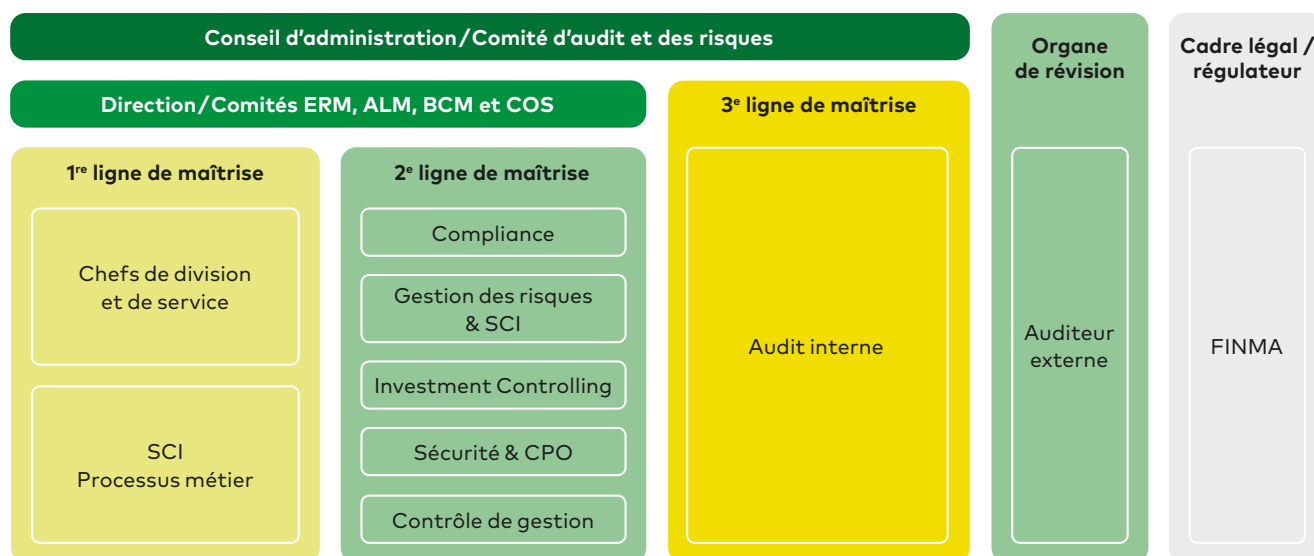 Conseil d'administration/Comité d'audit et des risques
Direction/Comités ERM, ALM, BCM et COS
1re ligne de maîtrise
Chefs de division
et de service
SCI
Processus métier
2e ligne de maîtrise
Compliance
Gestion des risques
& SCI
Investment Controlling
Sécurité & CPO
Contrôle de gestion
3e ligne de maîtrise
Audit interne
Organe
de révision
Auditeur
externe
Cadre légal /
régulateur
FINMA